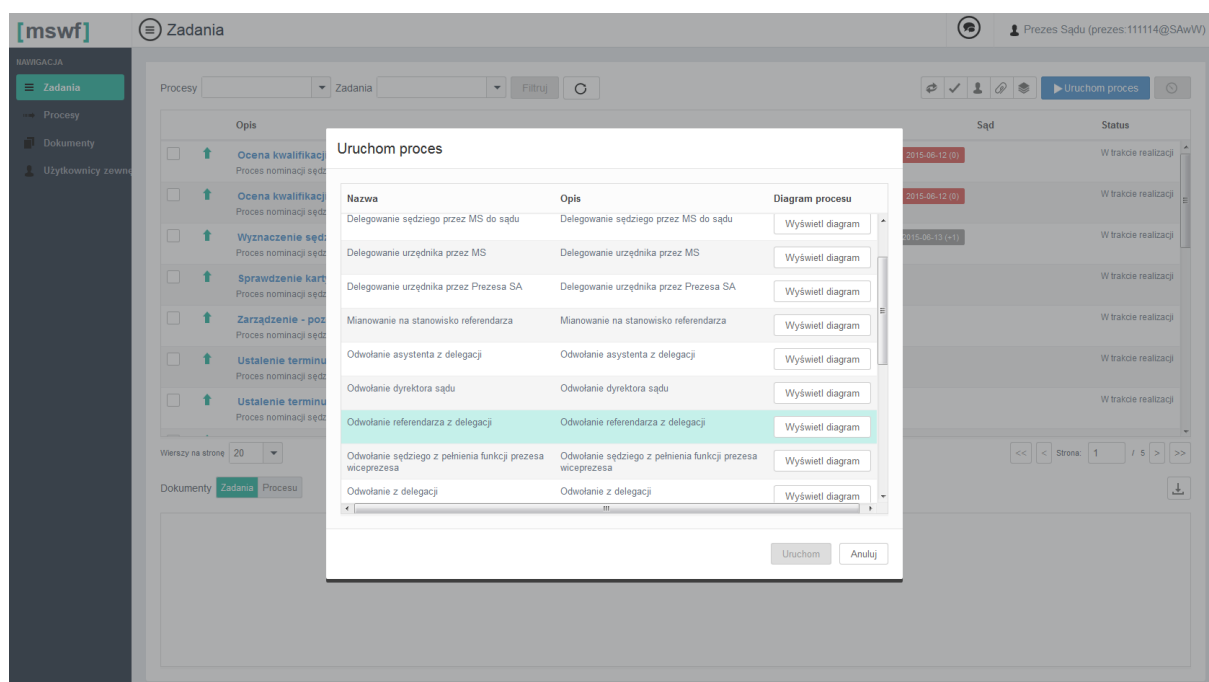 [mswf]
Zadania
Prezes Sądu (prezes:111114@SAwW)
NAWIGACJA
Zadania
Procesy
Dokumenty
Użytkownicy zewnę
Procesy
Zadania
Filtruj
Uruchom proces
Opis
Sąd
Status
Ocena kwalifikacji
Proces nominacji sędz
2015-06-12 (0)
W trakcie realizacji
Ocena kwalifikacji
Proces nominacji sędz
2015-06-12 (0)
W trakcie realizacji
Wyznaczenie sędz
Proces nominacji sędz
2015-06-13 (+1)
W trakcie realizacji
Sprawdzenie kart
Proces nominacji sędz
W trakcie realizacji
Zarządzenie - poz
Proces nominacji sędz
W trakcie realizacji
Ustalenie terminu
Proces nominacji sędz
W trakcie realizacji
Ustalenie terminu
Proces nominacji sędz
W trakcie realizacji
Uruchom proces
Nazwa Opis Diagram procesu
Delegowanie sędziego przez MS do sądu Delegowanie sędziego przez MS do sądu Wyświetl diagram
Delegowanie urzędnika przez MS Delegowanie urzędnika przez MS Wyświetl diagram
Delegowanie urzędnika przez Prezesa SA Delegowanie urzędnika przez Prezesa SA Wyświetl diagram
Mianowanie na stanowisko referendarza Mianowanie na stanowisko referendarza Wyświetl diagram
Odwołanie asystenta z delegacji Odwołanie asystenta z delegacji Wyświetl diagram
Odwołanie dyrektora sądu Odwołanie dyrektora sądu Wyświetl diagram
Odwołanie referendarza z delegacji Odwołanie referendarza z delegacji Wyświetl diagram
Odwołanie sędziego z pełnienia funkcji prezesa Odwołanie sędziego z pełnienia funkcji prezesa Wyświetl diagram
wiceprezesa wiceprezesa
Odwołanie z delegacji Odwołanie z delegacji Wyświetl diagram
Uruchom Anuluj
Wierszy na stronę 20
<< < Strona: 1 / 5 > >>
Dokumenty Zadania Procesu